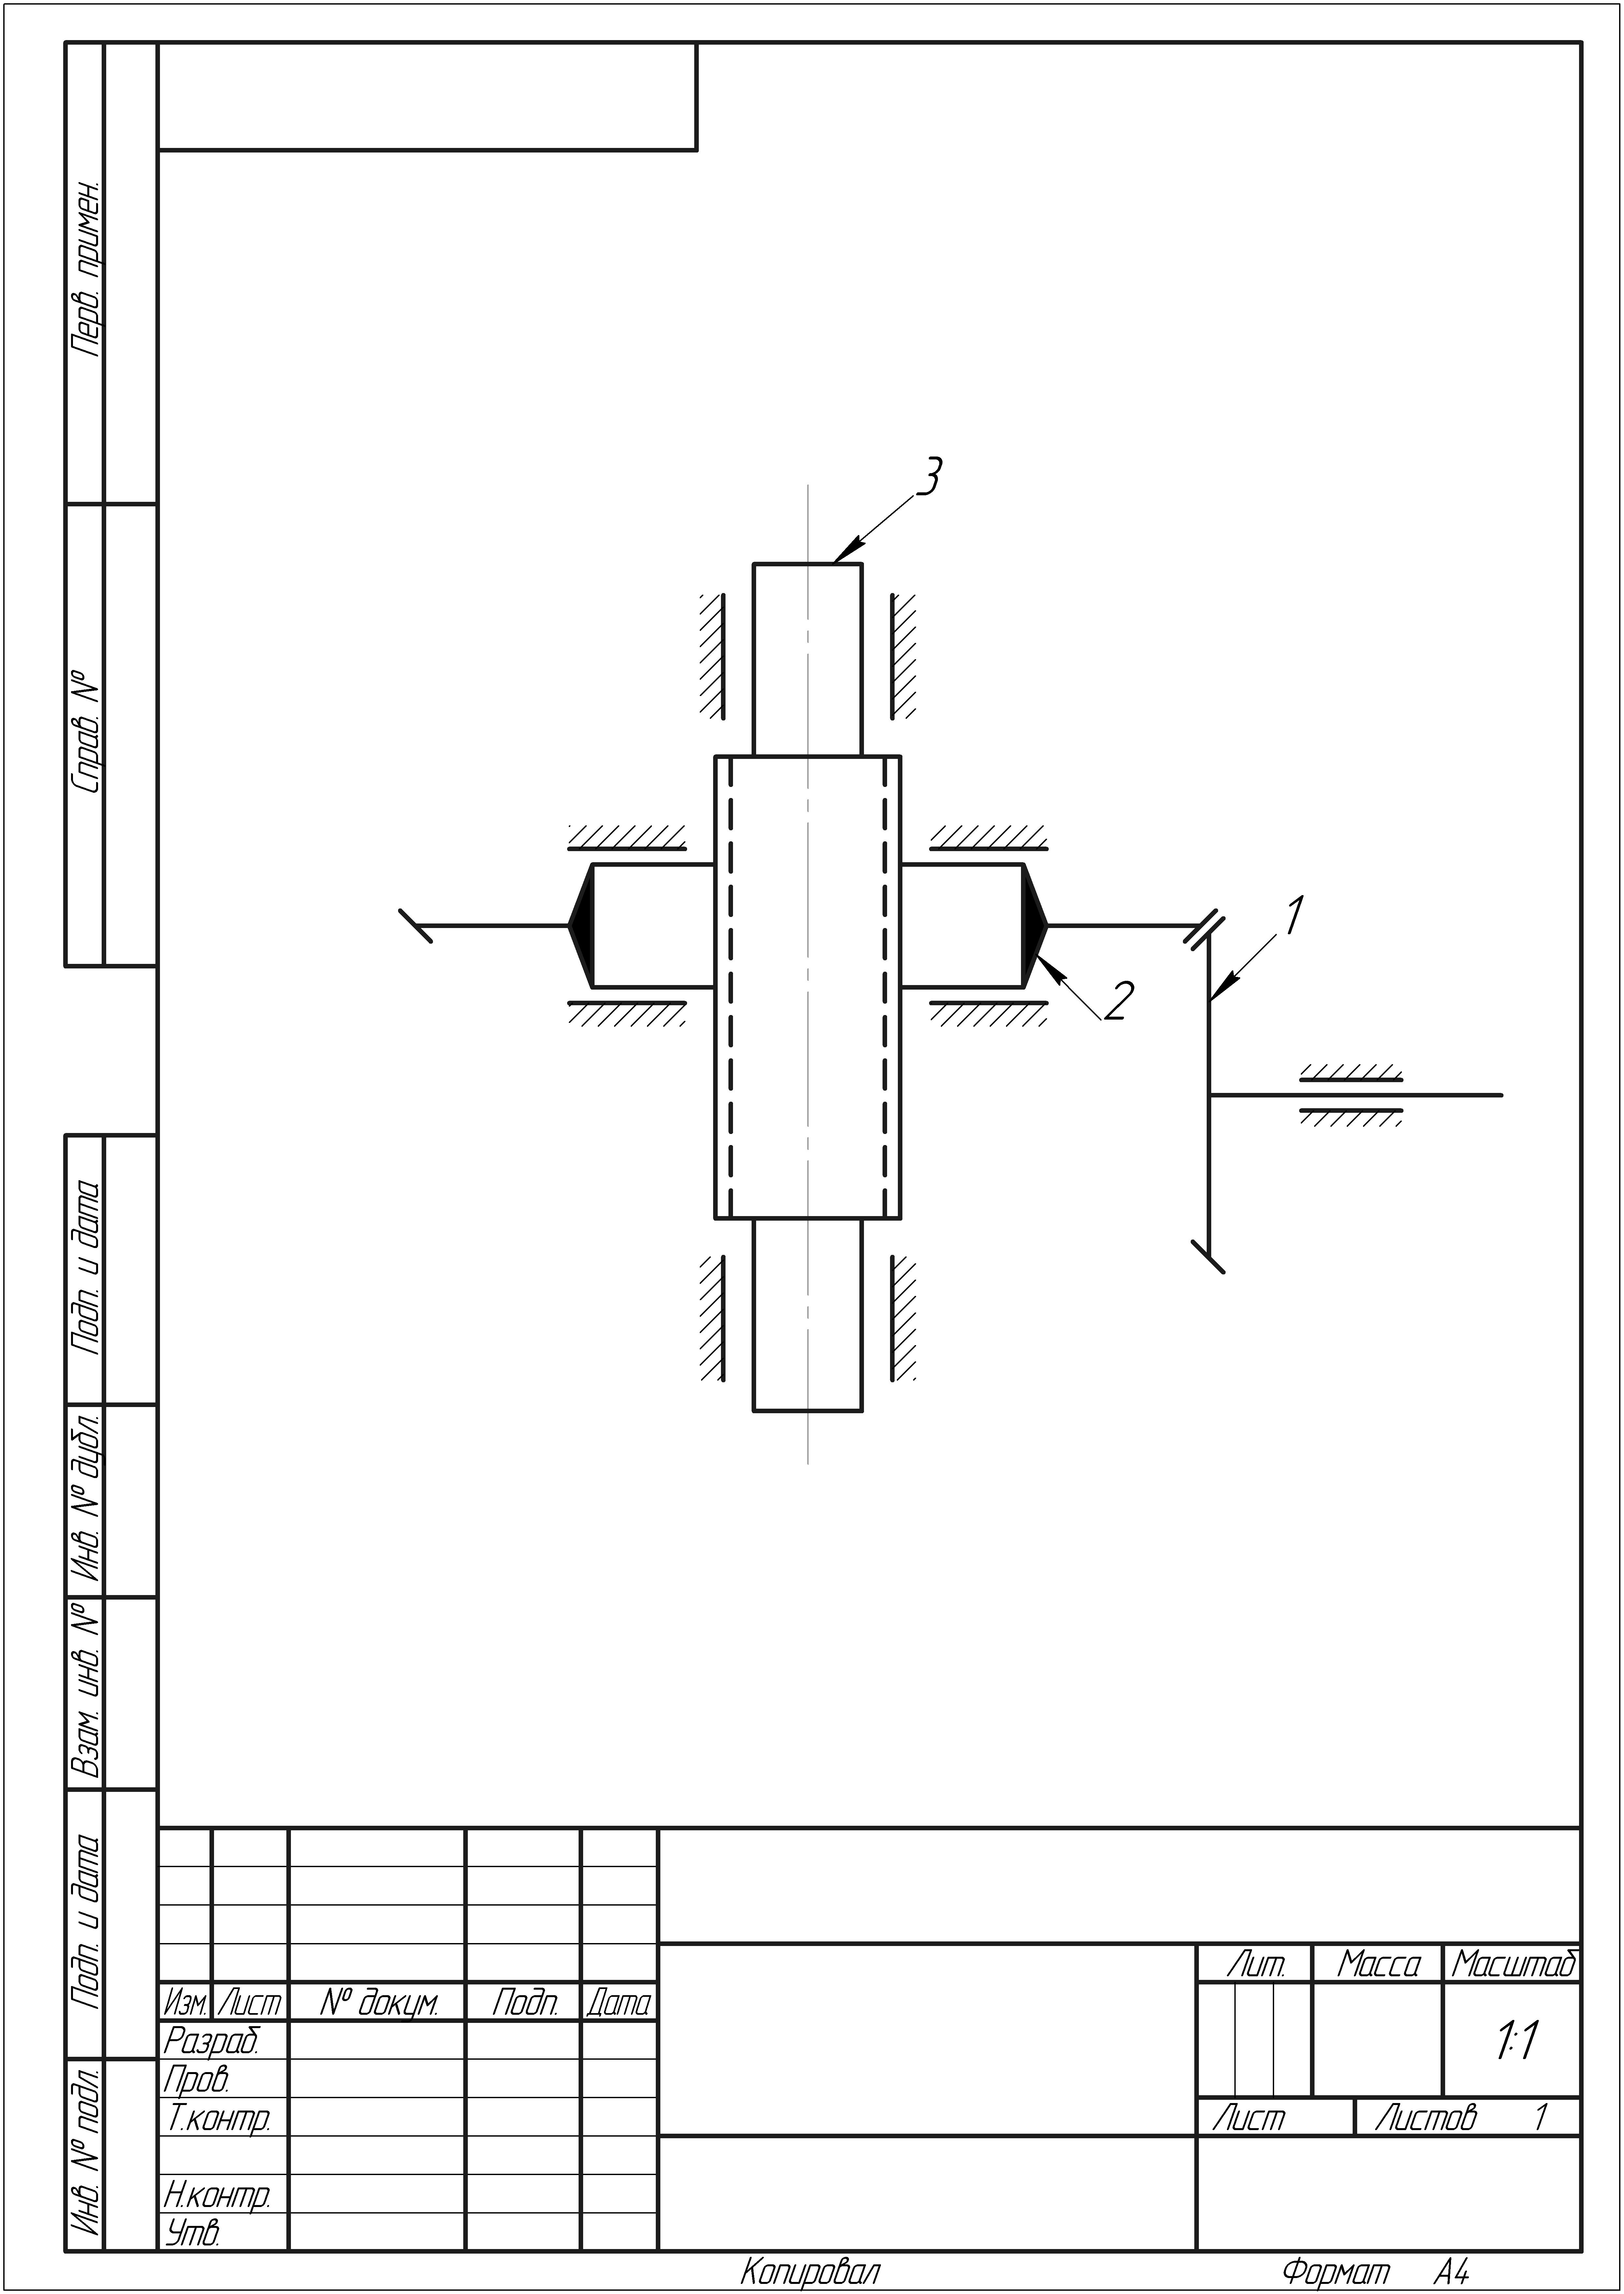 Перв. примен.
Справ. №
3
1
2
Подп. и дата
Инв. № дубл.
Взам. инв. №
Подп. и дата
Инв. № подл.
Изм. Лист № докум. Подп. Дата
Разраб.
Пров.
Т.контр.
Н.контр.
Утв.
Лит. Масса Масштаб
1:1
Лист Листов 1
Копировал Формат А4